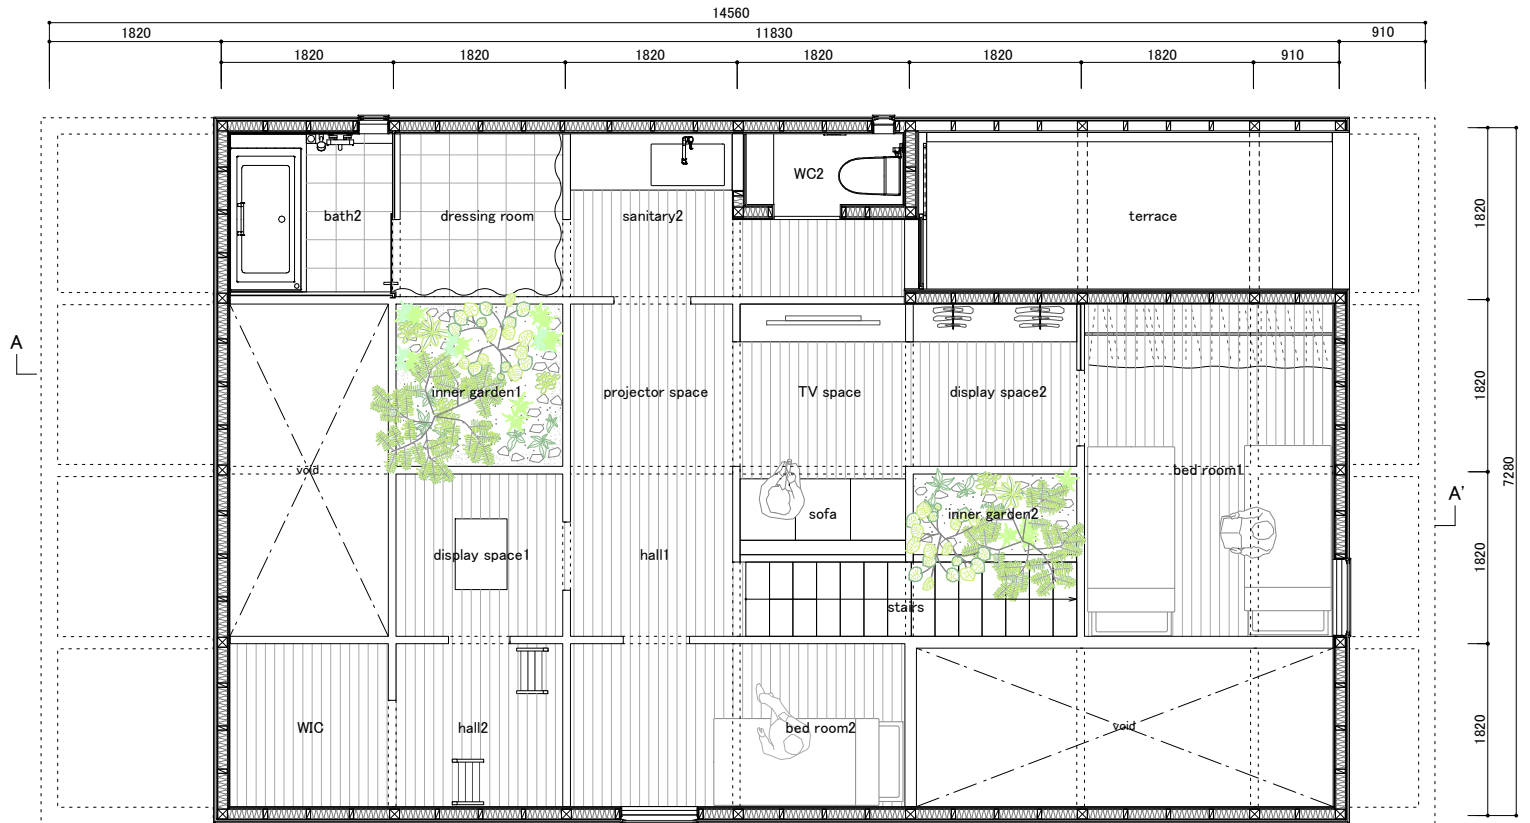 14560
1820
11830
910
1820
1820
1820
1820
1820
1820
910
bath2
dressing room
sanitary2
WC2
terrace
1820
A
inner garden1
projector space
TV space
display space2
1820
void
bed room1
7280
A'
sofa
inner garden2
display space1
hall1
1820
stairs
WIC
hall2
bed room2
void
1820